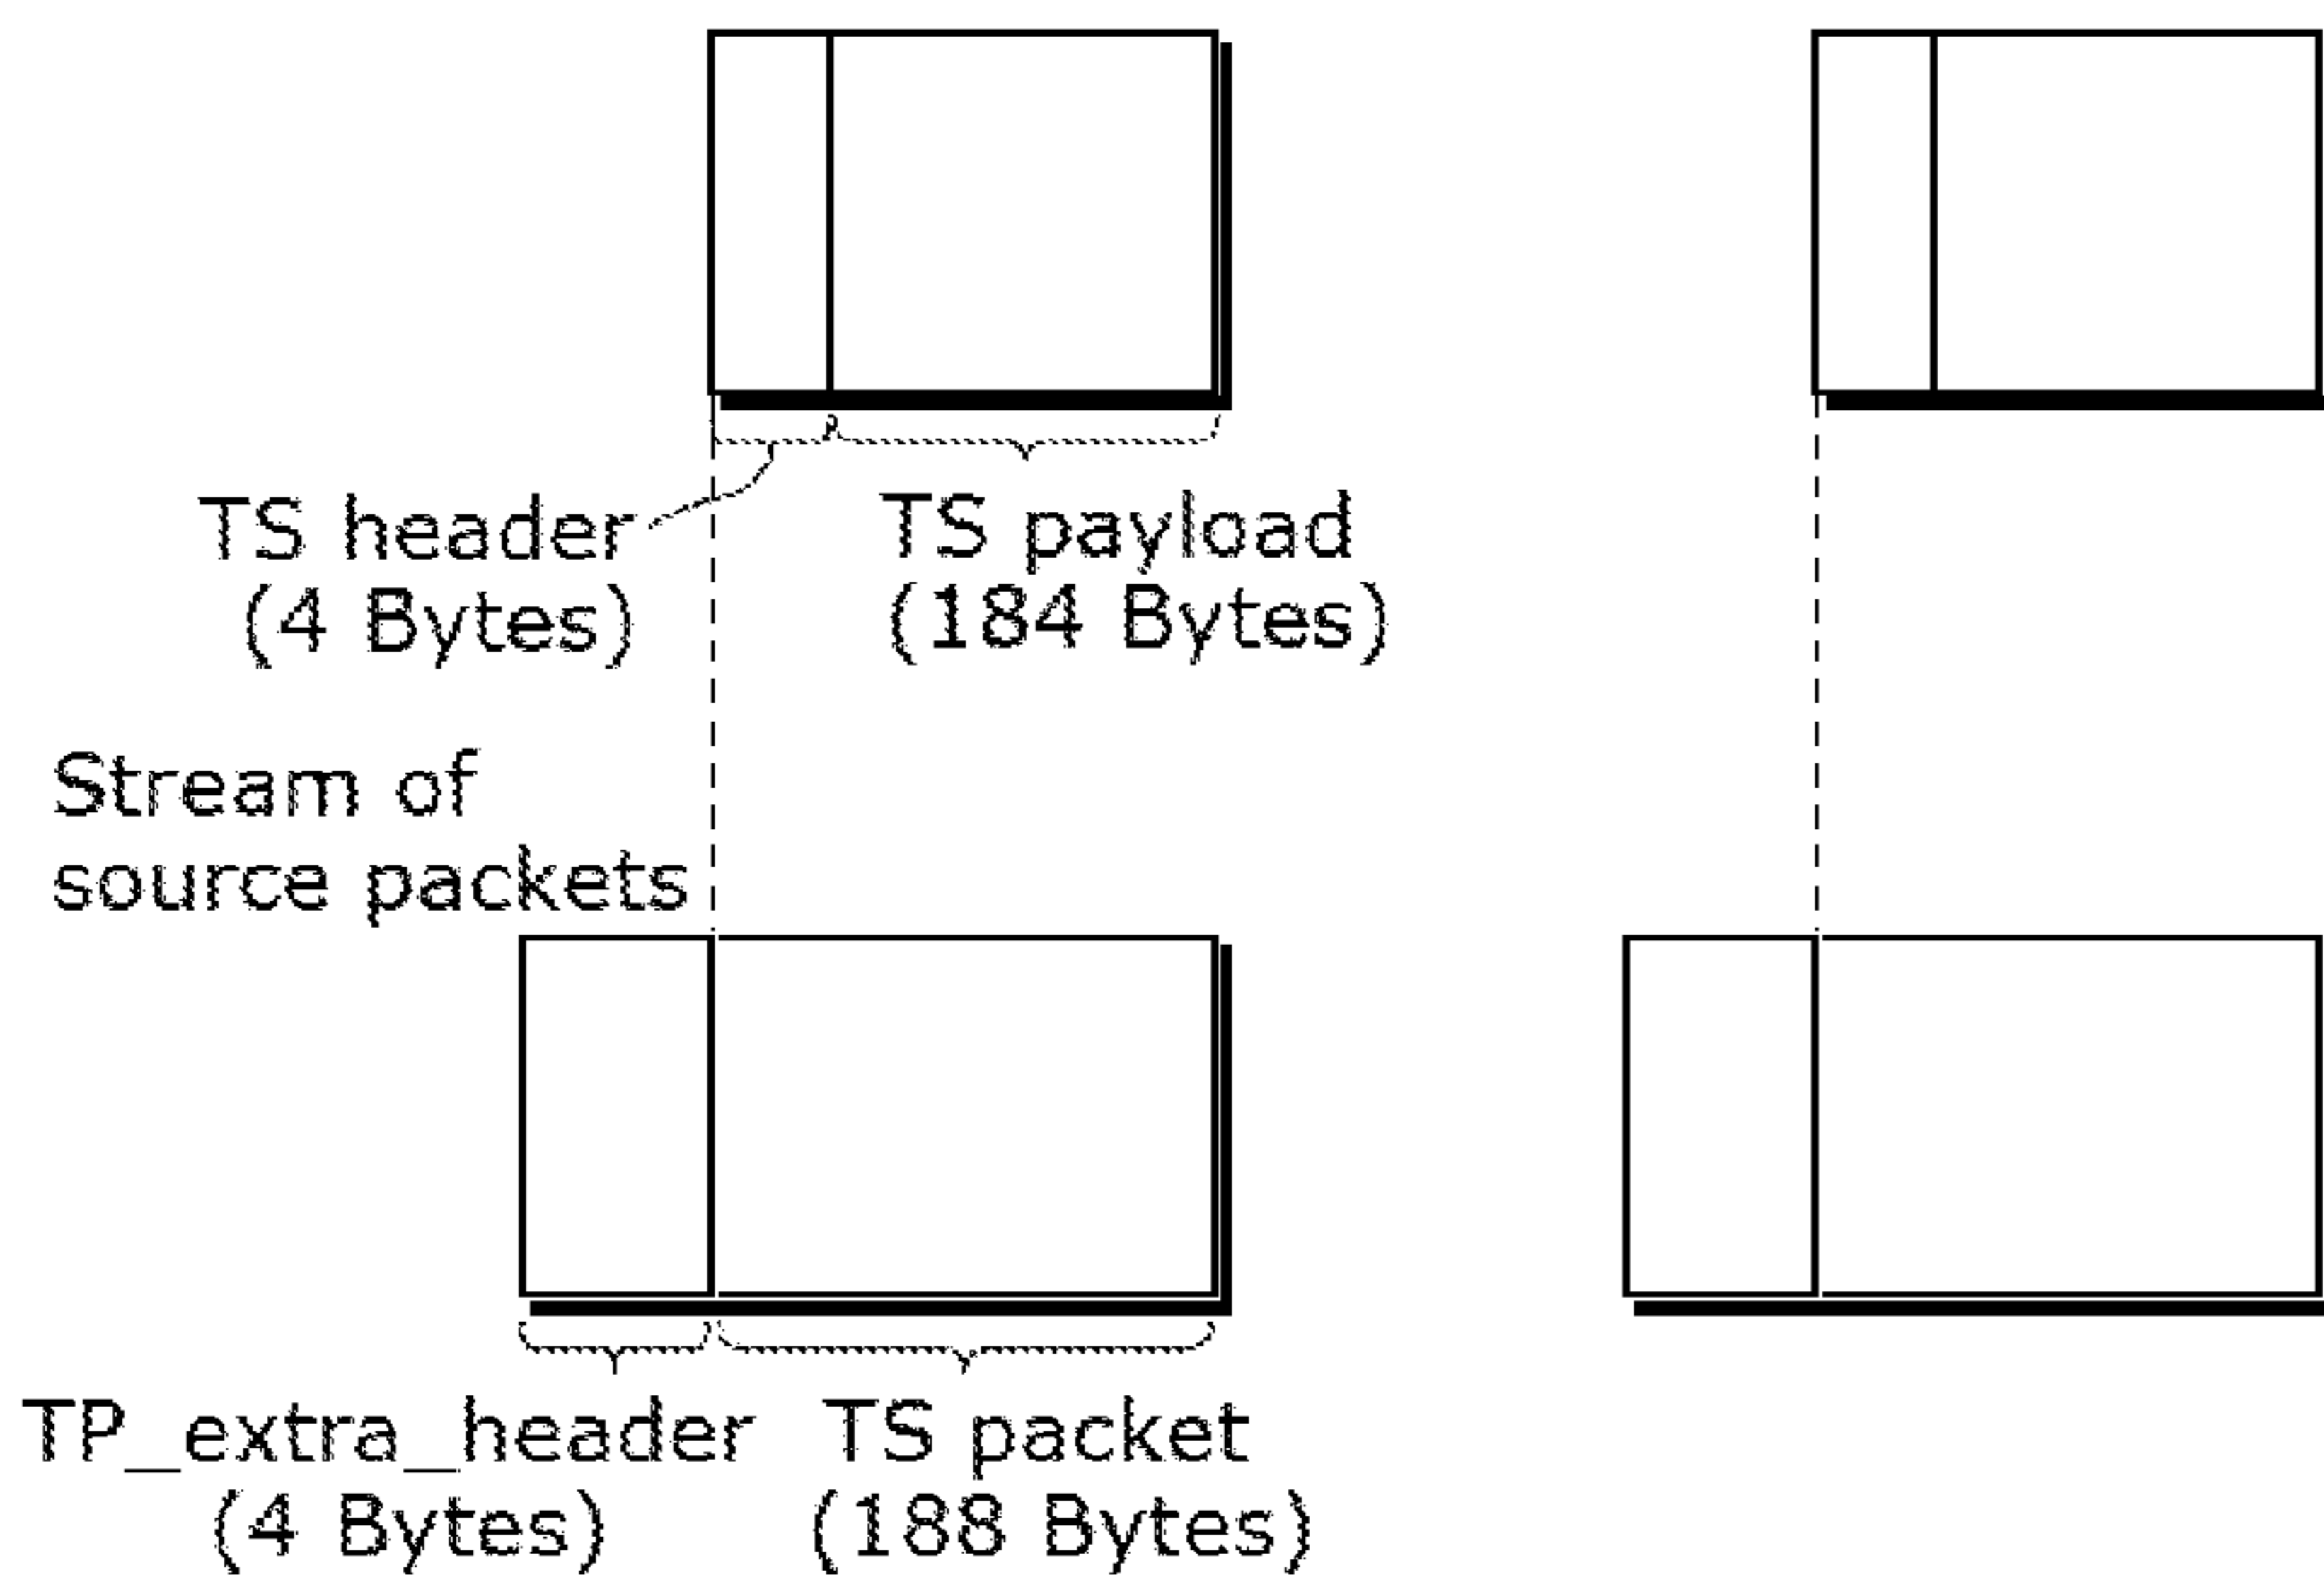 TS header
(4 Bytes)
TS payload
(184 Bytes)
Stream of
source packets
TP_extra_header
(4 Bytes)
TS packet
(188 Bytes)